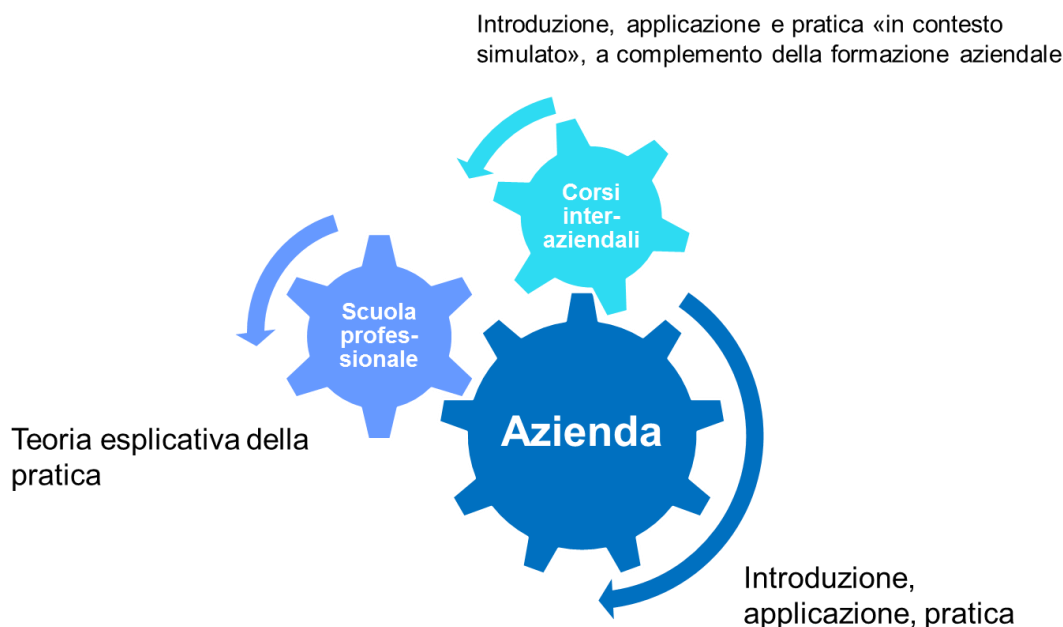 Introduzione, applicazione e pratica «in contesto
simulato», a complemento della formazione aziendale
Corsi
inter-
aziendali
Scuola
profes-
sionale
Azienda
Teoria esplicativa della
pratica
Introduzione,
applicazione, pratica